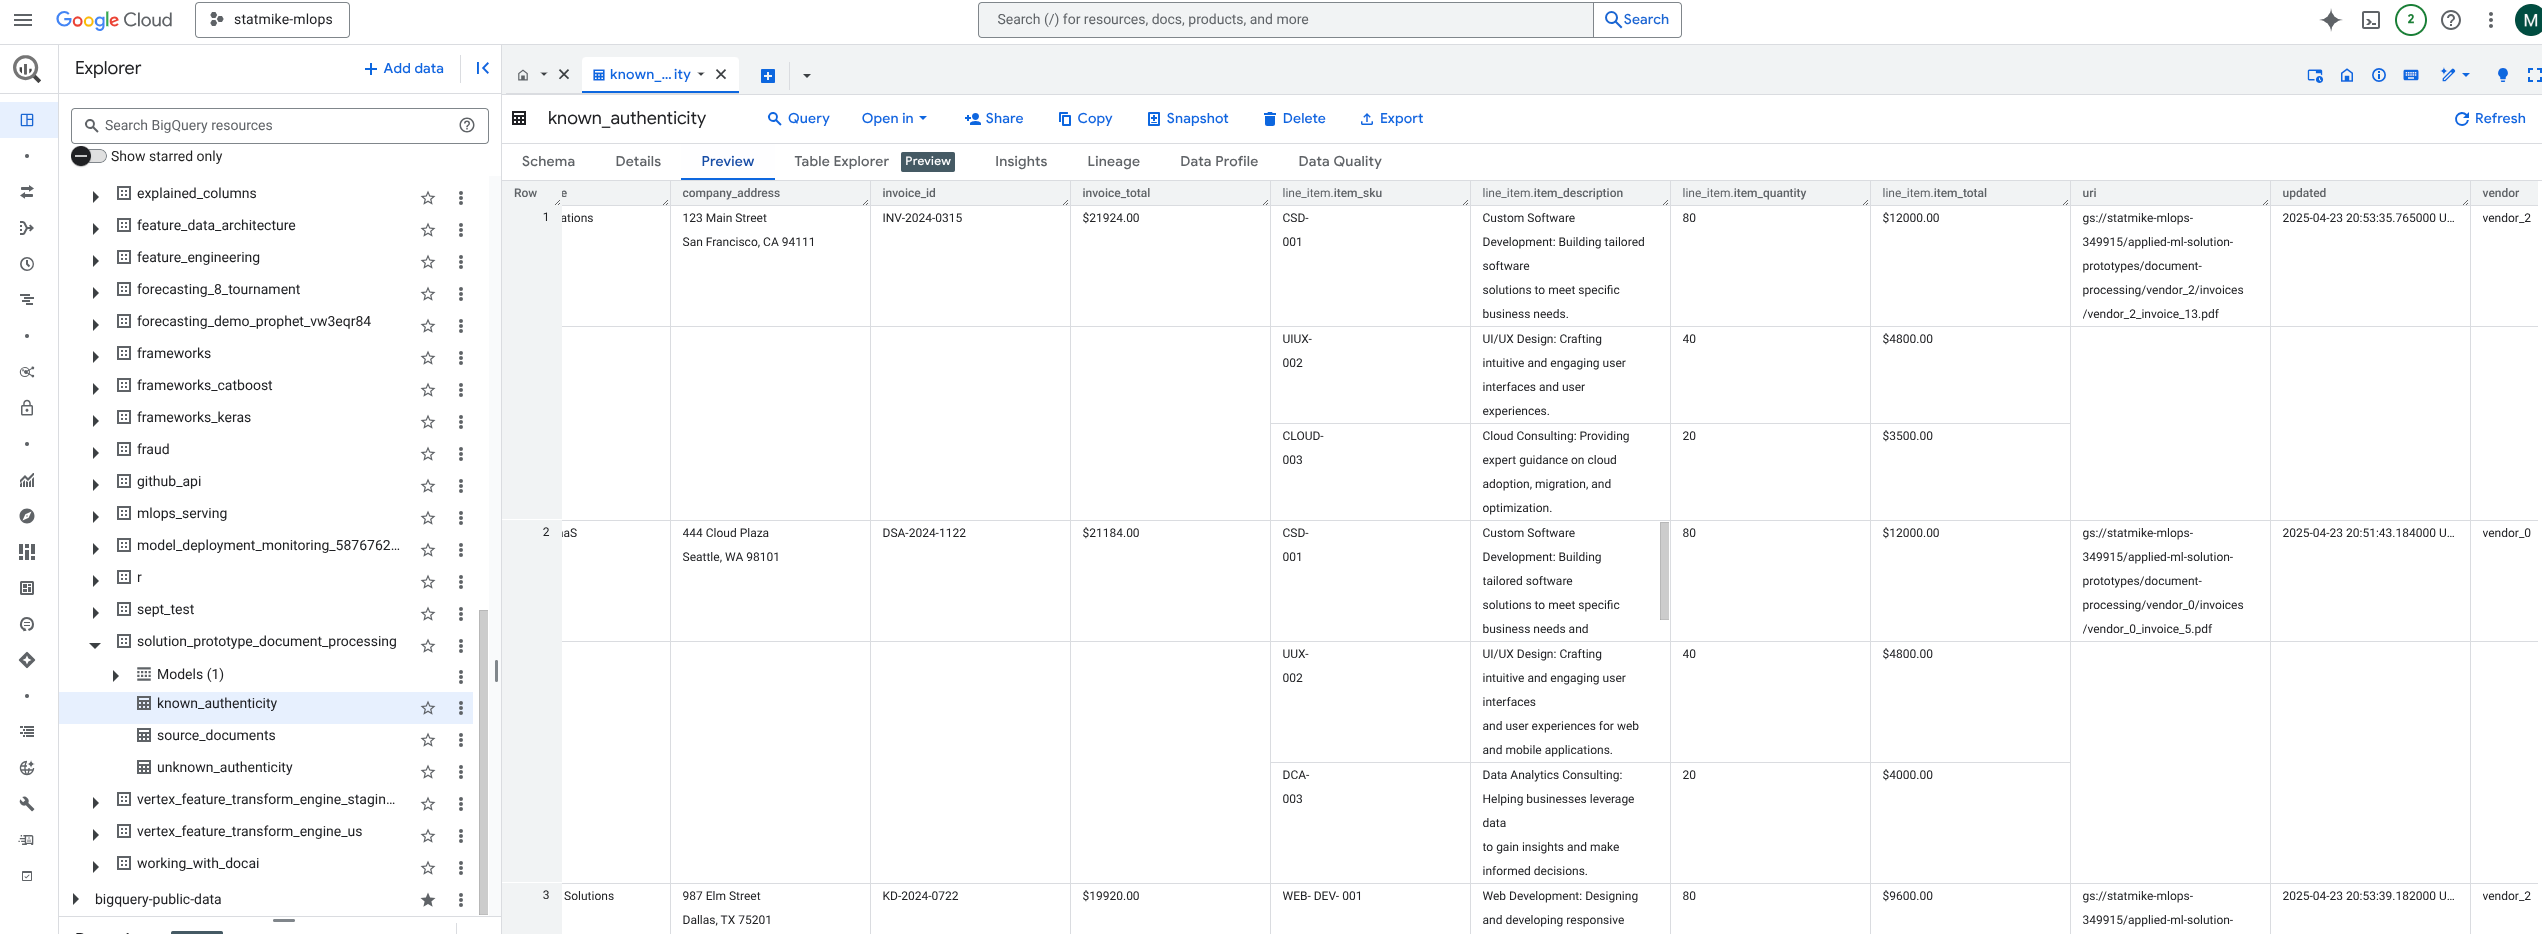 Google Cloud
statmike-mlops
Search (/) for resources, docs, products, and more
Search
2
M
Explorer
Add data
known_... ity
Search BigQuery resources
Show starred only
known_authenticity
Query
Open in
Share
Copy
Snapshot
Delete
Export
Refresh
Schema
Details
Preview
Table Explorer
Preview
Insights
Lineage
Data Profile
Data Quality
explained_columns
feature_data_architecture
feature_engineering
forecasting_8_tournament
forecasting_demo_prophet_vw3eqr84
frameworks
frameworks_catboost
frameworks_keras
fraud
github_api
mlops_serving
model_deployment_monitoring_5876762...
r
sept_test
solution_prototype_document_processing
Models (1)
known_authenticity
source_documents
unknown_authenticity
vertex_feature_transform_engine_stagin...
vertex_feature_transform_engine_us
working_with_docai
bigquery-public-data
Row
e
company_address
invoice_id
invoice_total
line_item.item_sku
line_item.item_description
line_item.item_quantity
line_item.item_total
uri
updated
vendor
1
ations
123 Main Street
San Francisco, CA 94111
INV-2024-0315
$21924.00
CSD-
001
Custom Software
Development: Building tailored
software
solutions to meet specific
business needs.
80
$12000.00
gs://statmike-mlops-
349915/applied-ml-solution-
prototypes/document-
processing/vendor_2/invoices
/vendor_2_invoice_13.pdf
2025-04-23 20:53:35.765000 U...
vendor_2
UIUX-
002
UI/UX Design: Crafting
intuitive and engaging user
interfaces and user
experiences.
40
$4800.00
CLOUD-
003
Cloud Consulting: Providing
expert guidance on cloud
adoption, migration, and
optimization.
20
$3500.00
2
aS
444 Cloud Plaza
Seattle, WA 98101
DSA-2024-1122
$21184.00
CSD-
001
Custom Software
Development: Building
tailored software
solutions to meet specific
business needs and
80
$12000.00
gs://statmike-mlops-
349915/applied-ml-solution-
prototypes/document-
processing/vendor_0/invoices
/vendor_0_invoice_5.pdf
2025-04-23 20:51:43.184000 U...
vendor_0
UUX-
002
UI/UX Design: Crafting
intuitive and engaging user
interfaces
and user experiences for web
and mobile applications.
40
$4800.00
DCA-
003
Data Analytics Consulting:
Helping businesses leverage
data
to gain insights and make
informed decisions.
20
$4000.00
3
Solutions
987 Elm Street
Dallas, TX 75201
KD-2024-0722
$19920.00
WEB- DEV- 001
Web Development: Designing
and developing responsive
80
$9600.00
gs://statmike-mlops-
349915/applied-ml-solution-
2025-04-23 20:53:39.182000 U...
vendor_2